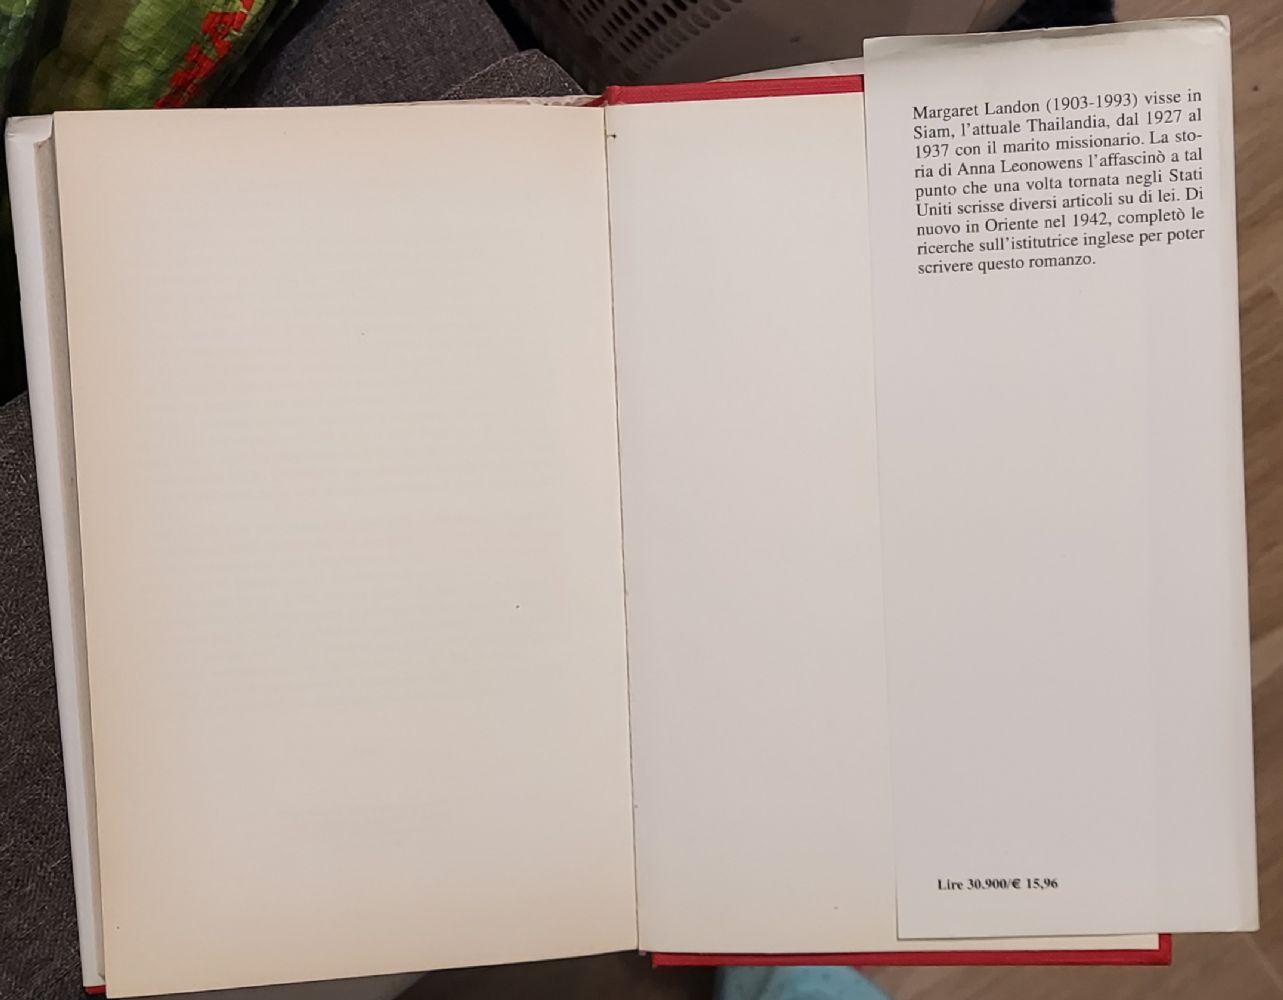 Margaret Landon (1903-1993) visse in
Siam, l'attuale Thailandia, dal 1927 al
1937 con il marito missionario. La sto-
ria di Anna Leonowens l'affascinò a tal
punto che una volta tornata negli Stati
Uniti scrisse diversi articoli su di lei. Di
nuovo in Oriente nel 1942, completò le
ricerche sull'istitutrice inglese per poter
scrivere questo romanzo.
Lire 30.900/€ 15,96